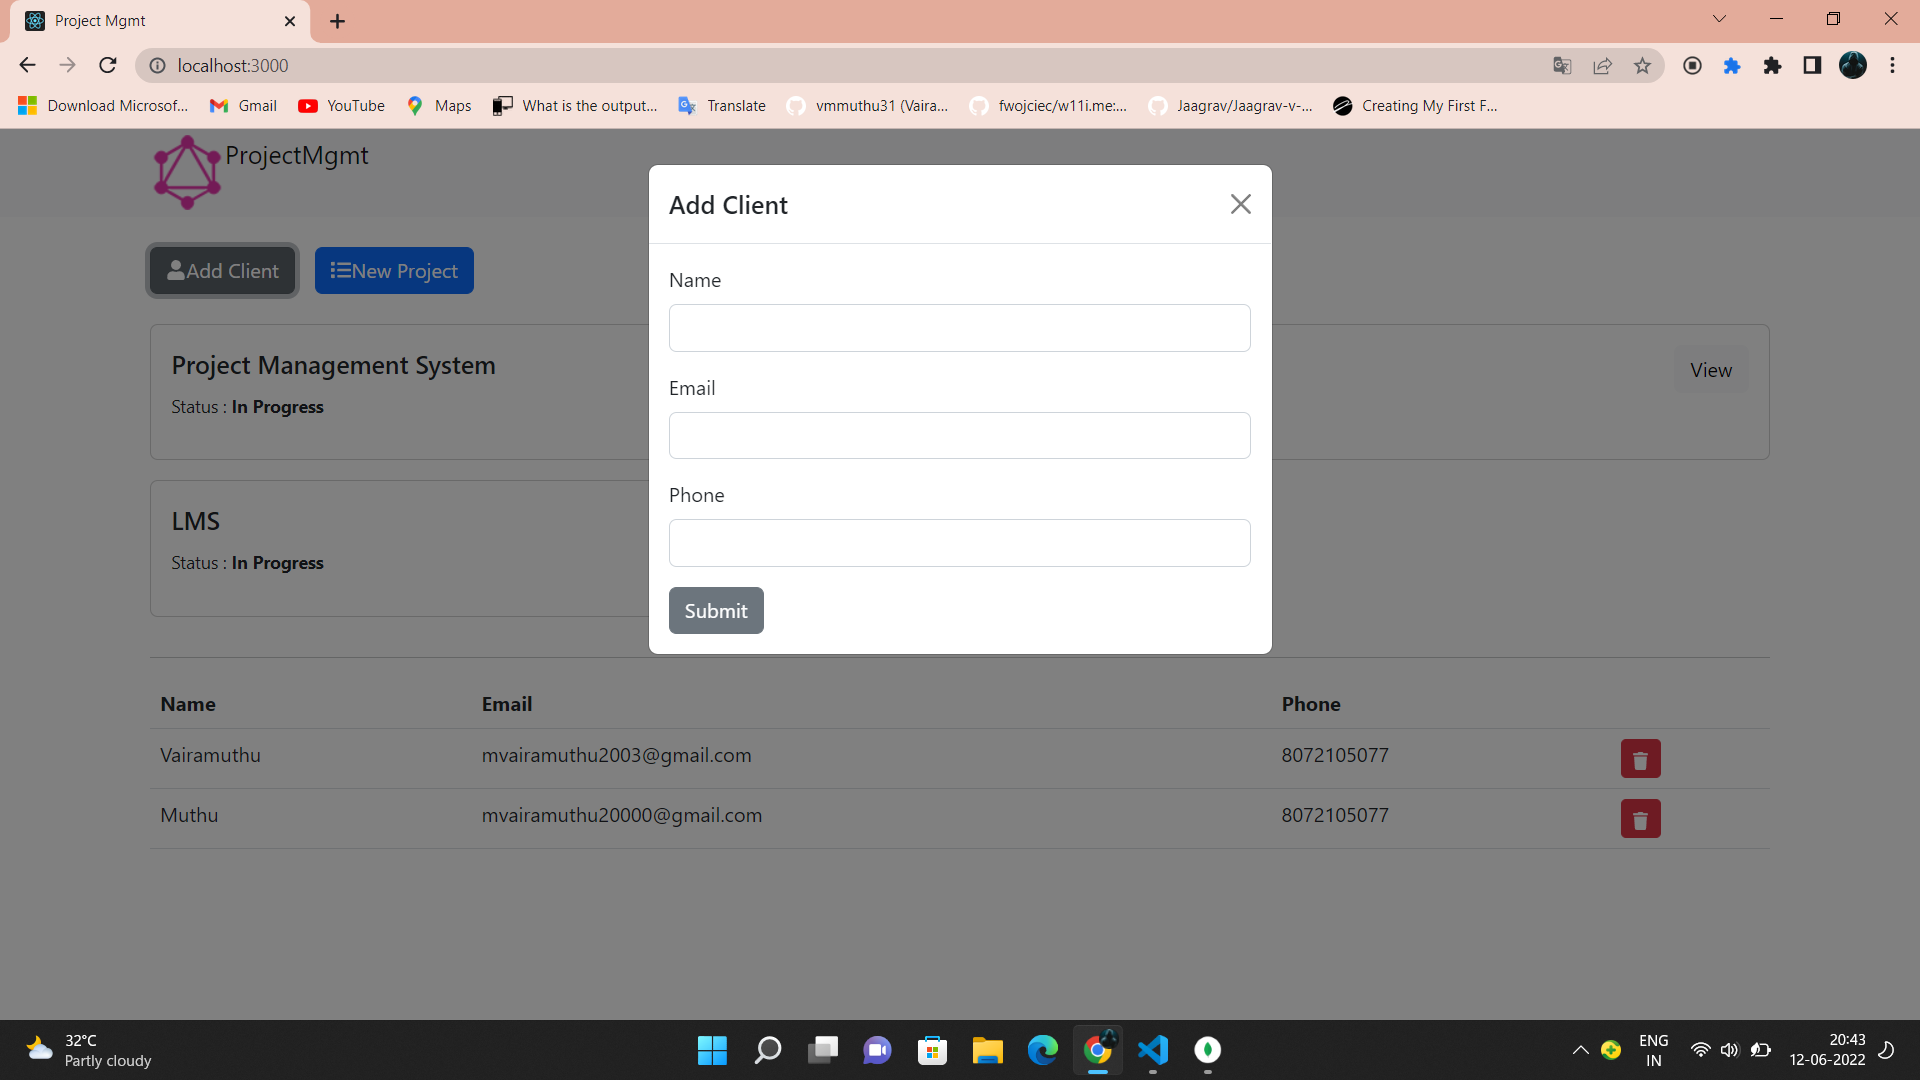 Project Mgmt
localhost:3000
Download Microsof...
Gmail
YouTube
Maps
What is the output...
Translate
vmmuthu31 (Vaira...
fwojciec/w11i.me:...
Jaagrav/Jaagrav-v-...
Creating My First F...
ProjectMgmt
Add Client
New Project
Add Client
Name
Email
Phone
Submit
Project Management System
Status : In Progress
View
LMS
Status : In Progress
Name Email Phone
Vairamuthu mvairamuthu2003@gmail.com 8072105077
Muthu mvairamuthu20000@gmail.com 8072105077
32°C
Partly cloudy
ENG
IN
20:43
12-06-2022